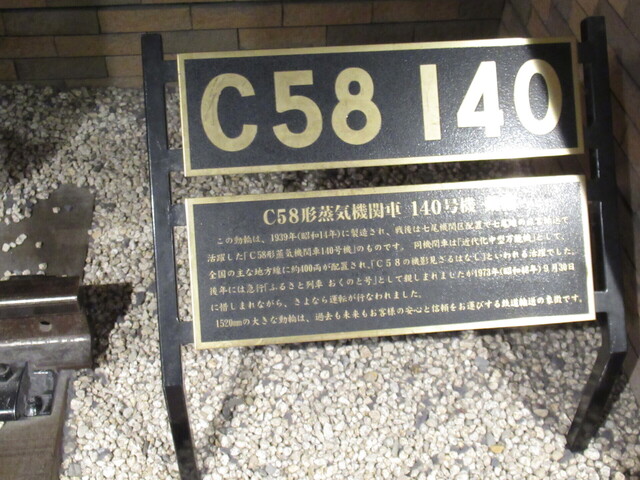 C58 140
C58形蒸気機関車 140号機
この動輪は、1939年(昭和14年)に製造され、戦後は七尾機関区配置で七尾線
活躍した「C58形蒸気機関車140号機」のものです。 同機関車は「近代化中型万能機」として、
全国の主な地方線に約400両が配置され、「C58の機影見ざるはなし」といわれる活躍でした。
後年には急行「ふるさと列車 おくのと号」として親しまれましたが1973年(昭和48年)9月30日
に惜しまれながら、さよなら運転が行なわれました。
1520mmの大きな動輪は、過去も未来もお客様の安心と信頼をお運びする鉄道輸送の象徴です。